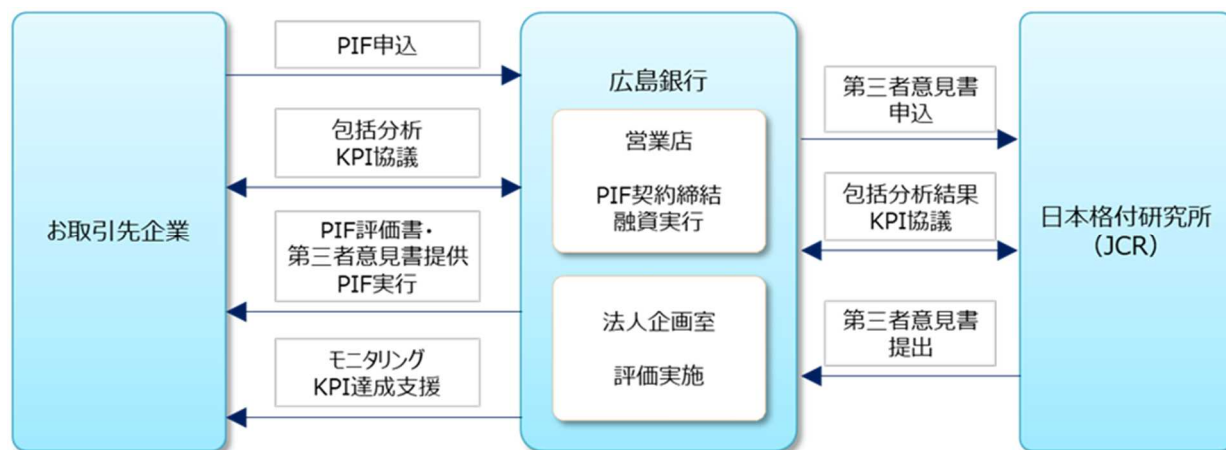 お取引先企業
PIF申込
包括分析
KPI協議
PIF評価書・
第三者意見書提供
PIF実行
モニタリング
KPI達成支援
広島銀行
営業店
PIF契約締結
融資実行
法人企画室
評価実施
第三者意見書
申込
包括分析結果
KPI協議
第三者意見書
提出
日本格付研究所
（JCR）